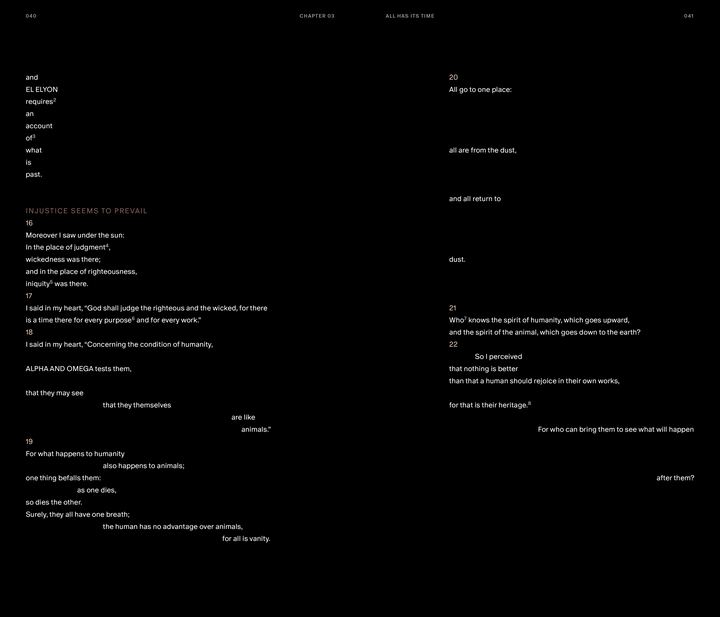 040
CHAPTER 03
ALL HAS ITS TIME
041
and
EL ELYON
requires²
an
account
of³
what
is
past.
INJUSTICE SEEMS TO PREVAIL
16
Moreover I saw under the sun:
In the place of judgment⁴,
wickedness was there;
and in the place of righteousness,
iniquity⁵ was there.
17
I said in my heart, “God shall judge the righteous and the wicked, for there
is a time there for every purpose⁶ and for every work.”
18
I said in my heart, “Concerning the condition of humanity,
ALPHA AND OMEGA tests them,
that they may see
that they themselves
are like
animals.”
19
For what happens to humanity
also happens to animals;
one thing befalls them:
as one dies,
so dies the other.
Surely, they all have one breath;
the human has no advantage over animals,
for all is vanity.
20
All go to one place:
all are from the dust,
and all return to
dust.
21
Who⁷ knows the spirit of humanity, which goes upward,
and the spirit of the animal, which goes down to the earth?
22
So I perceived
that nothing is better
than that a human should rejoice in their own works,
for that is their heritage.⁸
For who can bring them to see what will happen
after them?